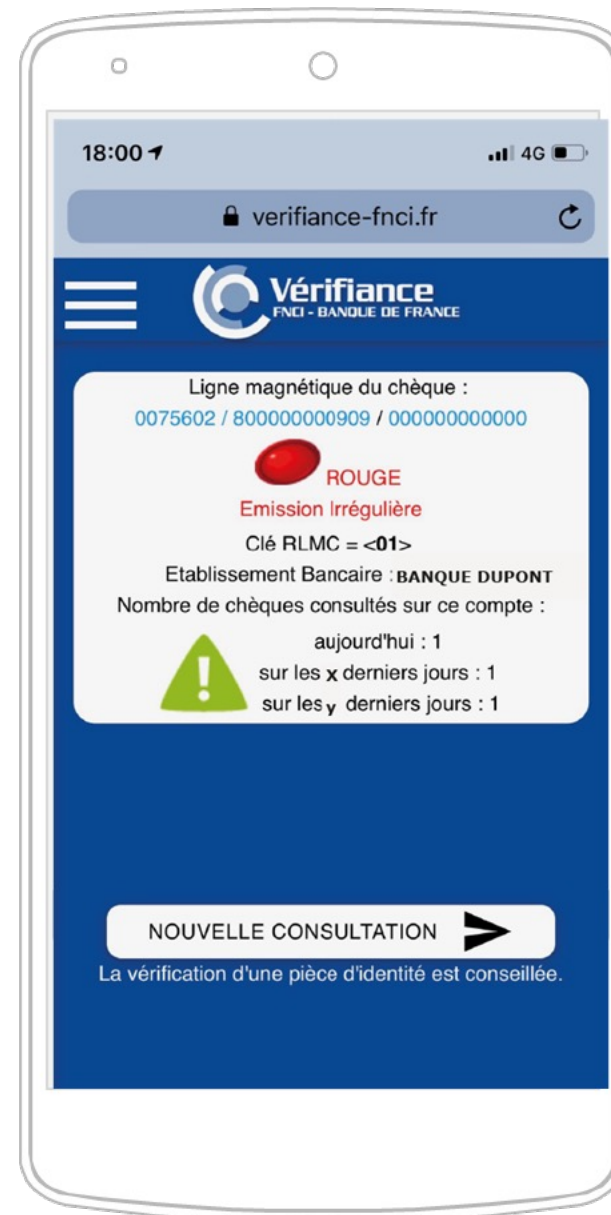 18:00
4G
verifiance-fnci.fr
Vérifiance
FNCI - BANQUE DE FRANCE
Ligne magnétique du chèque :
0075602 / 800000000909 / 000000000000
ROUGE
Emission Irrégulière
Clé RLMC = <01>
Etablissement Bancaire : BANQUE DUPONT
Nombre de chèques consultés sur ce compte :
aujourd'hui : 1
sur les x derniers jours : 1
sur les y derniers jours : 1
NOUVELLE CONSULTATION
La vérification d'une pièce d'identité est conseillée.